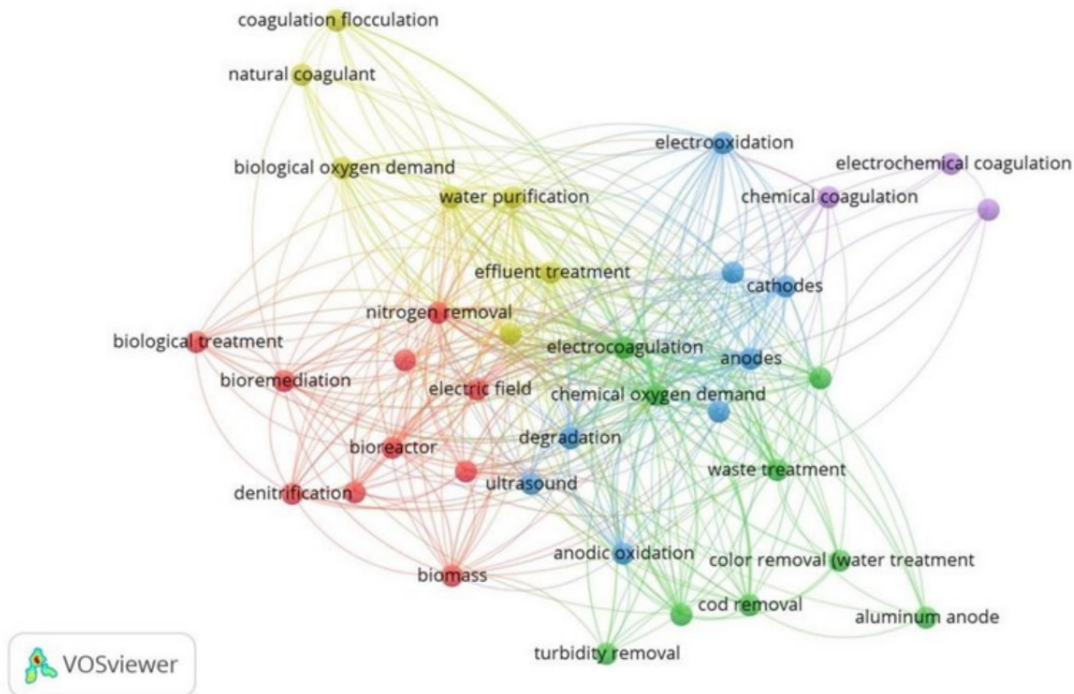 coagulation flocculation
natural coagulant
electrooxidation
electrochemical coagulation
biological oxygen demand
water purification
chemical coagulation
effluent treatment
cathodes
nitrogen removal
biological treatment
electrocoagulation
anodes
bioremediation
electric field
chemical oxygen demand
degradation
bioreactor
waste treatment
ultrasound
denitrification
anodic oxidation
color removal (water treatment
biomass
cod removal
aluminum anode
turbidity removal
VOSviewer